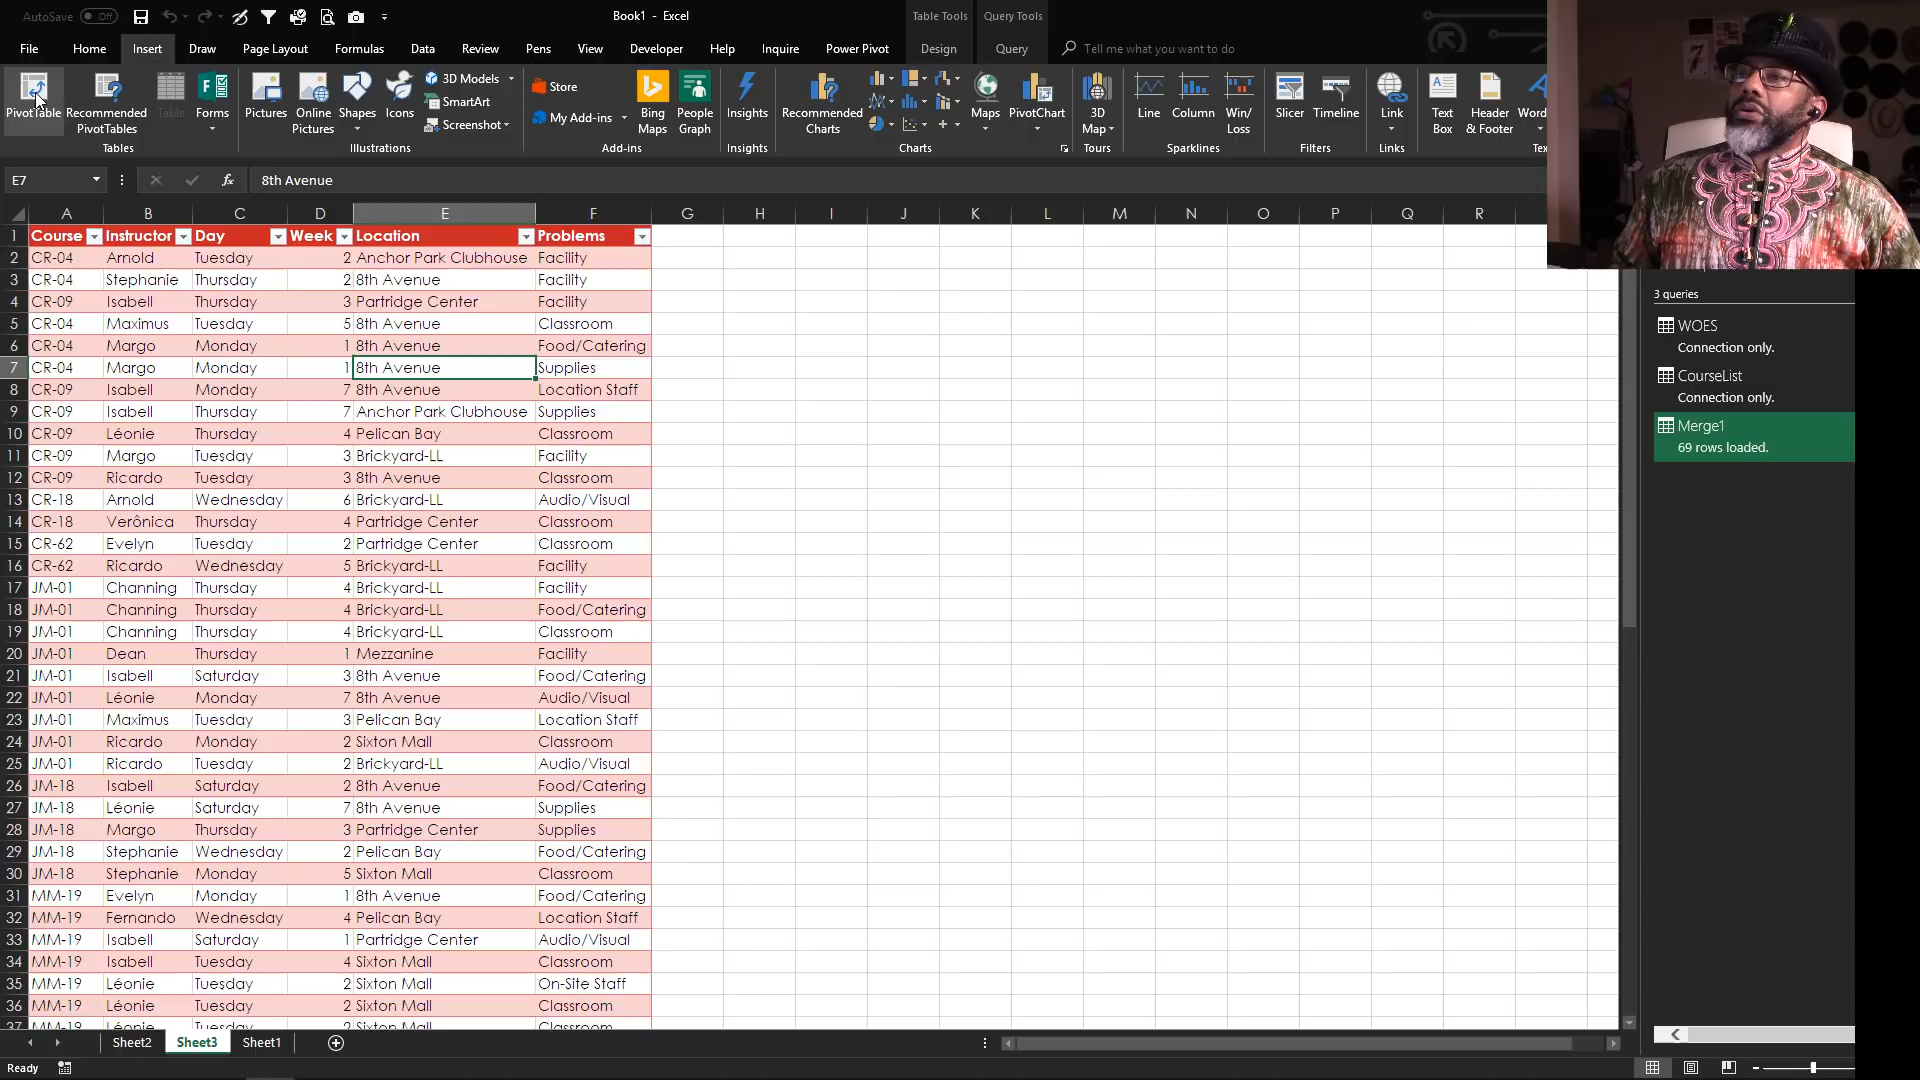 AutoSave Off Book1 - Excel Table Tools Query Tools
File Home Insert Draw Page Layout Formulas Data Review Pens View Developer Help Inquire Power Pivot Design Query Tell me what you want to do
PivotTable Recommended PivotTables Table Forms Pictures Online Pictures Shapes Icons 3D Models SmartArt Screenshot Store My Add-ins Bing Maps People Graph Insights Recommended Charts Maps PivotChart 3D Map Line Column Win/Loss Slicer Timeline Link Text Box Header & Footer
Tables Illustrations Add-ins Insights Charts Tours Sparklines Filters Links
E7 fx 8th Avenue
A B C D E F G H I J K L M N O P Q R
1 Course Instructor Day Week Location Problems
2 CR-04 Arnold Tuesday 2 Anchor Park Clubhouse Facility
3 CR-04 Stephanie Thursday 2 8th Avenue Facility
4 CR-09 Isabell Thursday 3 Partridge Center Facility
5 CR-04 Maximus Tuesday 5 8th Avenue Classroom
6 CR-04 Margo Monday 1 8th Avenue Food/Catering
7 CR-04 Margo Monday 1 8th Avenue Supplies
8 CR-09 Isabell Monday 7 8th Avenue Location Staff
9 CR-09 Isabell Thursday 7 Anchor Park Clubhouse Supplies
10 CR-09 Léonie Thursday 4 Pelican Bay Classroom
11 CR-09 Margo Tuesday 3 Brickyard-LL Facility
12 CR-09 Ricardo Tuesday 3 8th Avenue Classroom
13 CR-18 Arnold Wednesday 6 Brickyard-LL Audio/Visual
14 CR-18 Verônica Thursday 4 Partridge Center Classroom
15 CR-62 Evelyn Tuesday 2 Partridge Center Classroom
16 CR-62 Ricardo Wednesday 5 Brickyard-LL Facility
17 JM-01 Channing Thursday 4 Brickyard-LL Facility
18 JM-01 Channing Thursday 4 Brickyard-LL Food/Catering
19 JM-01 Channing Thursday 4 Brickyard-LL Classroom
20 JM-01 Dean Thursday 1 Mezzanine Facility
21 JM-01 Isabell Saturday 3 8th Avenue Food/Catering
22 JM-01 Léonie Monday 7 8th Avenue Audio/Visual
23 JM-01 Maximus Tuesday 3 Pelican Bay Location Staff
24 JM-01 Ricardo Monday 2 Sixton Mall Classroom
25 JM-01 Ricardo Tuesday 2 Brickyard-LL Audio/Visual
26 JM-18 Isabell Saturday 2 8th Avenue Food/Catering
27 JM-18 Léonie Saturday 7 8th Avenue Supplies
28 JM-18 Margo Thursday 3 Partridge Center Supplies
29 JM-18 Stephanie Wednesday 2 Pelican Bay Food/Catering
30 JM-18 Stephanie Monday 5 Sixton Mall Classroom
31 MM-19 Evelyn Monday 1 8th Avenue Food/Catering
32 MM-19 Fernando Wednesday 4 Pelican Bay Location Staff
33 MM-19 Isabell Saturday 1 Partridge Center Audio/Visual
34 MM-19 Isabell Tuesday 4 Sixton Mall Classroom
35 MM-19 Léonie Tuesday 2 Sixton Mall On-Site Staff
36 MM-19 Léonie Tuesday 2 Sixton Mall Classroom
37 MM-19 Léonie Tuesday 2 Sixton Mall Classroom
3 queries
WOES
Connection only.
CourseList
Connection only.
Merge1
69 rows loaded.
Sheet2 Sheet3 Sheet1
Ready